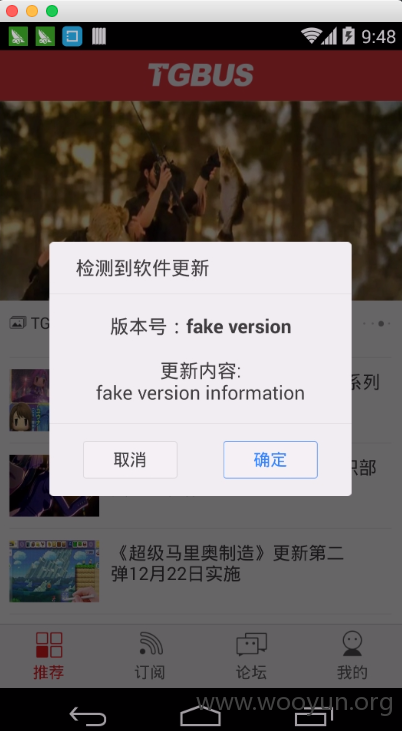 9:48
TGBUS
检测到软件更新
版本号：fake version
更新内容:
fake version information
取消
确定
TG
系列
识部
《超级马里奥制造》更新第二
弹12月22日实施
推荐
订阅
论坛
我的
www.wooyun.org